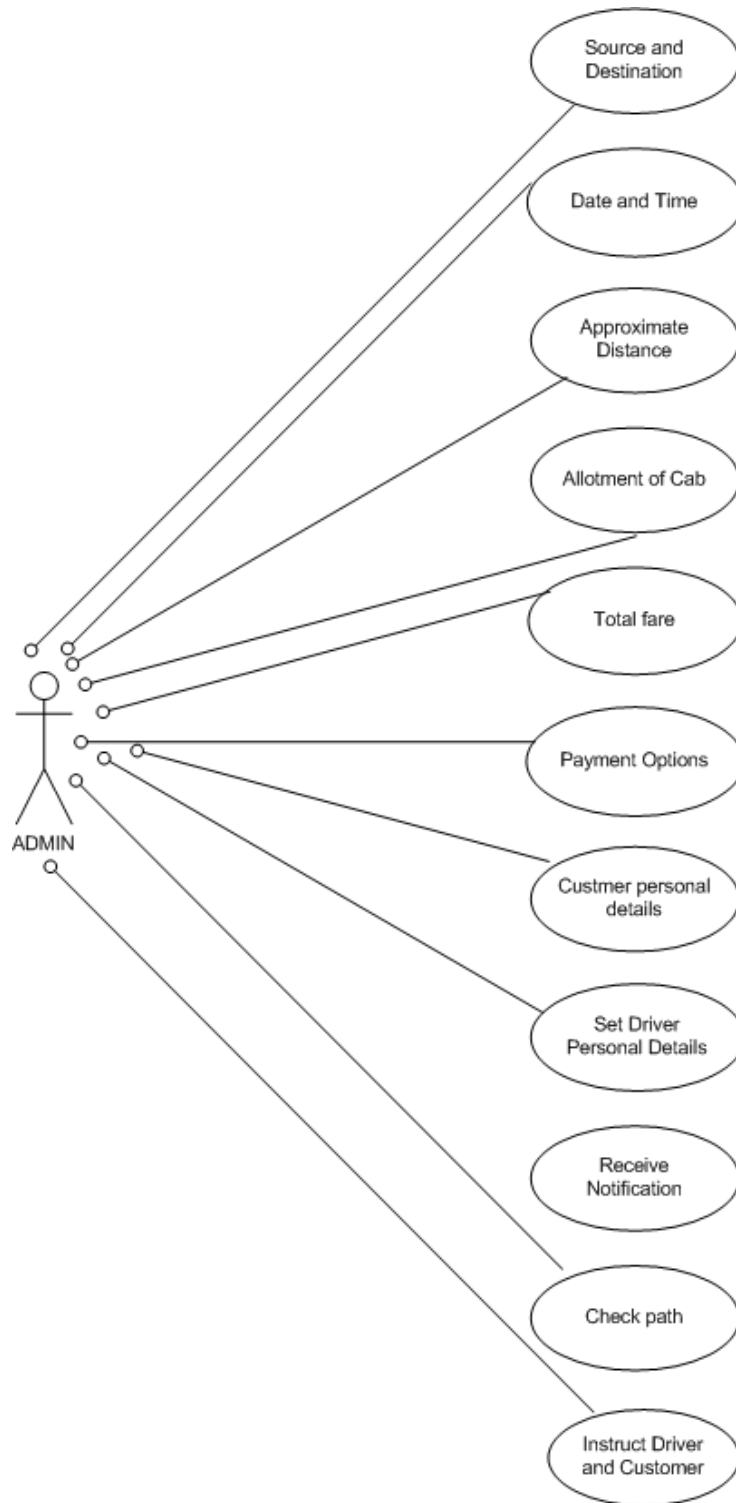 Source and
Destination
Date and Time
Approximate
Distance
Allotment of Cab
Total fare
Payment Options
ADMIN
Custmer personal
details
Set Driver
Personal Details
Receive
Notification
Check path
Instruct Driver
and Customer